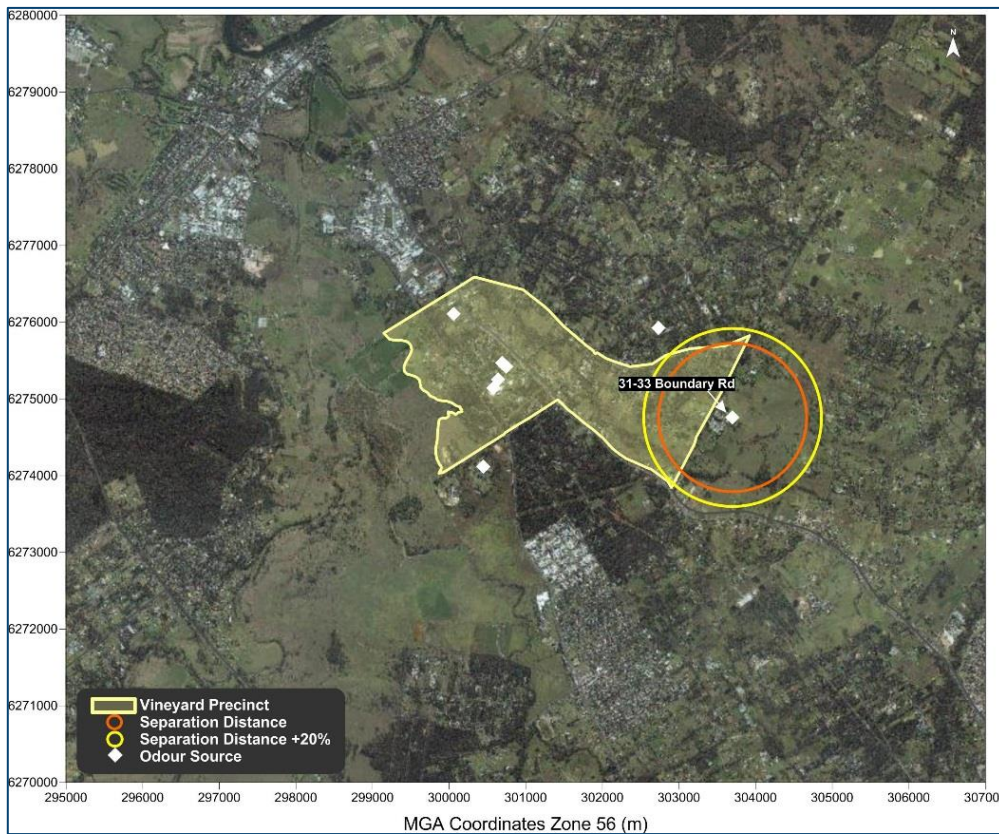 6280000
N
6279000
6278000
6277000
6276000
31-33 Boundary Rd
6275000
6274000
6273000
6272000
6271000
Vineyard Precinct
Separation Distance
Separation Distance +20%
Odour Source
6270000
295000 296000 297000 298000 299000 300000 301000 302000 303000 304000 305000 306000 30700
MGA Coordinates Zone 56 (m)